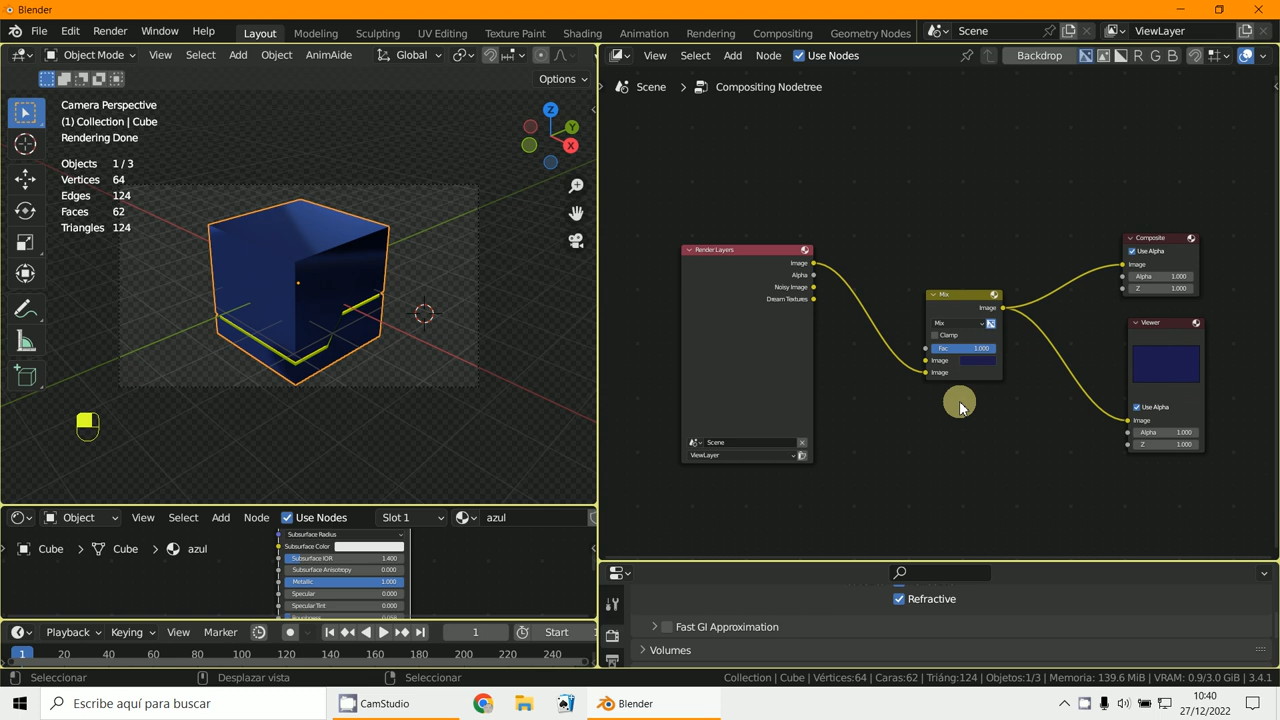 Blender
File Edit Render Window Help Layout Modeling Sculpting UV Editing Texture Paint Shading Animation Rendering Compositing Geometry Nodes Scene ViewLayer
Object Mode View Select Add Object AnimAide Global
View Select Add Node Use Nodes Backdrop R G B
Options
Scene > Compositing Nodetree
Camera Perspective
(1) Collection | Cube
Rendering Done
Objects 1/3
Vertices 64
Edges 124
Faces 62
Triangles 124
Z
Y
X
Render Layers
Image
Alpha
Noisy Image
Dream Textures
Scene
ViewLayer
Mix
Image
Mix
Clamp
Fac 1.000
Image
Image
Composite
Use Alpha
Image
Alpha 1.000
Z 1.000
Viewer
Use Alpha
Image
Alpha 1.000
Z 1.000
Object View Select Add Node Use Nodes Slot 1 azul
Cube > Cube > azul
Subsurface Radius
Subsurface Color
Subsurface IOR 1.400
Subsurface Anisotropy 0.000
Metallic 1.000
Specular 0.000
Specular Tint 0.000
Refractive
Fast GI Approximation
Volumes
Playback Keying View Marker 1 Start
1 20 40 60 80 100 120 140 160 180 200 220 240
Seleccionar Desplazar vista Seleccionar Collection | Cube | Vértices:64 | Caras:62 | Triáng:124 | Objetos:1/3 | Memoria: 139.6 MiB | VRAM: 0.9/3.0 GiB | 3.4.1
Escribe aquí para buscar CamStudio Blender
10:40
27/12/2022